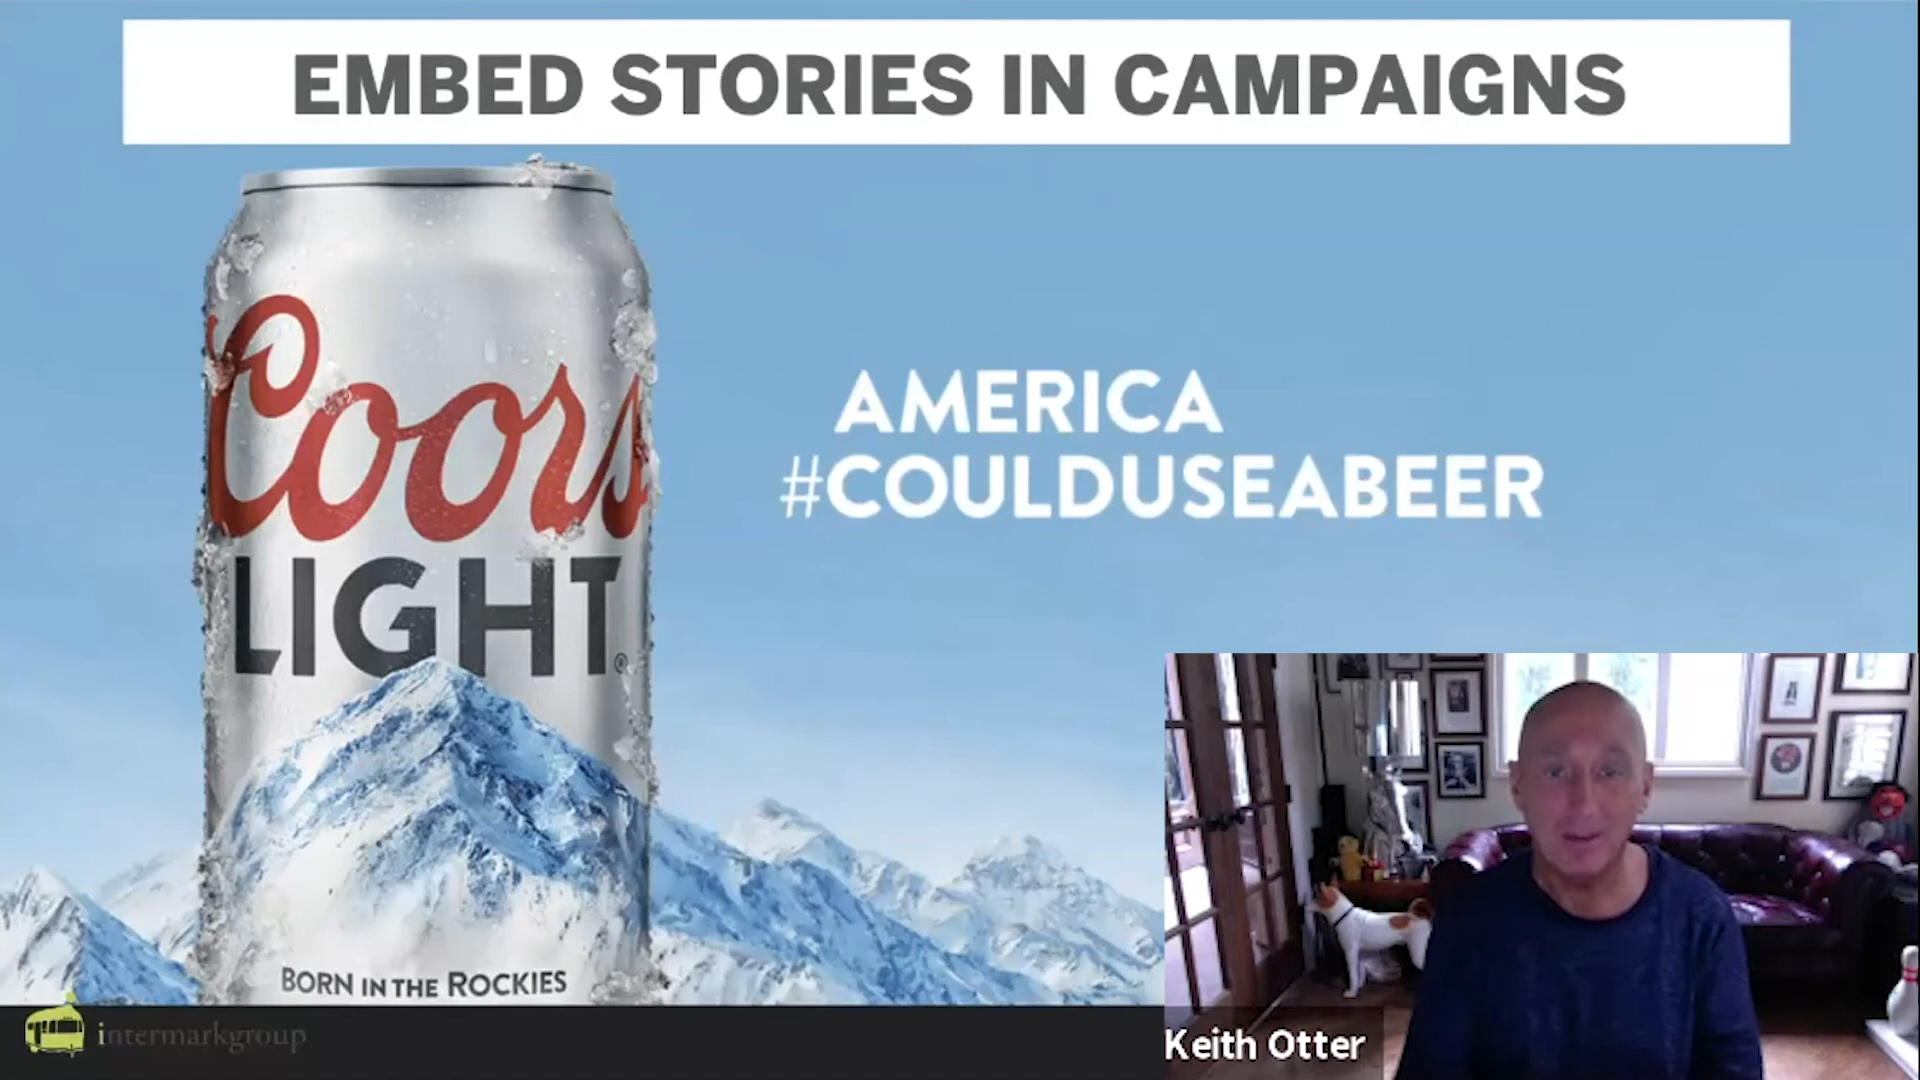 EMBED STORIES IN CAMPAIGNS
Coors
LIGHT®
BORN IN THE ROCKIES
AMERICA
#COULDUSEABEER
intermarkgroup
Keith Otter